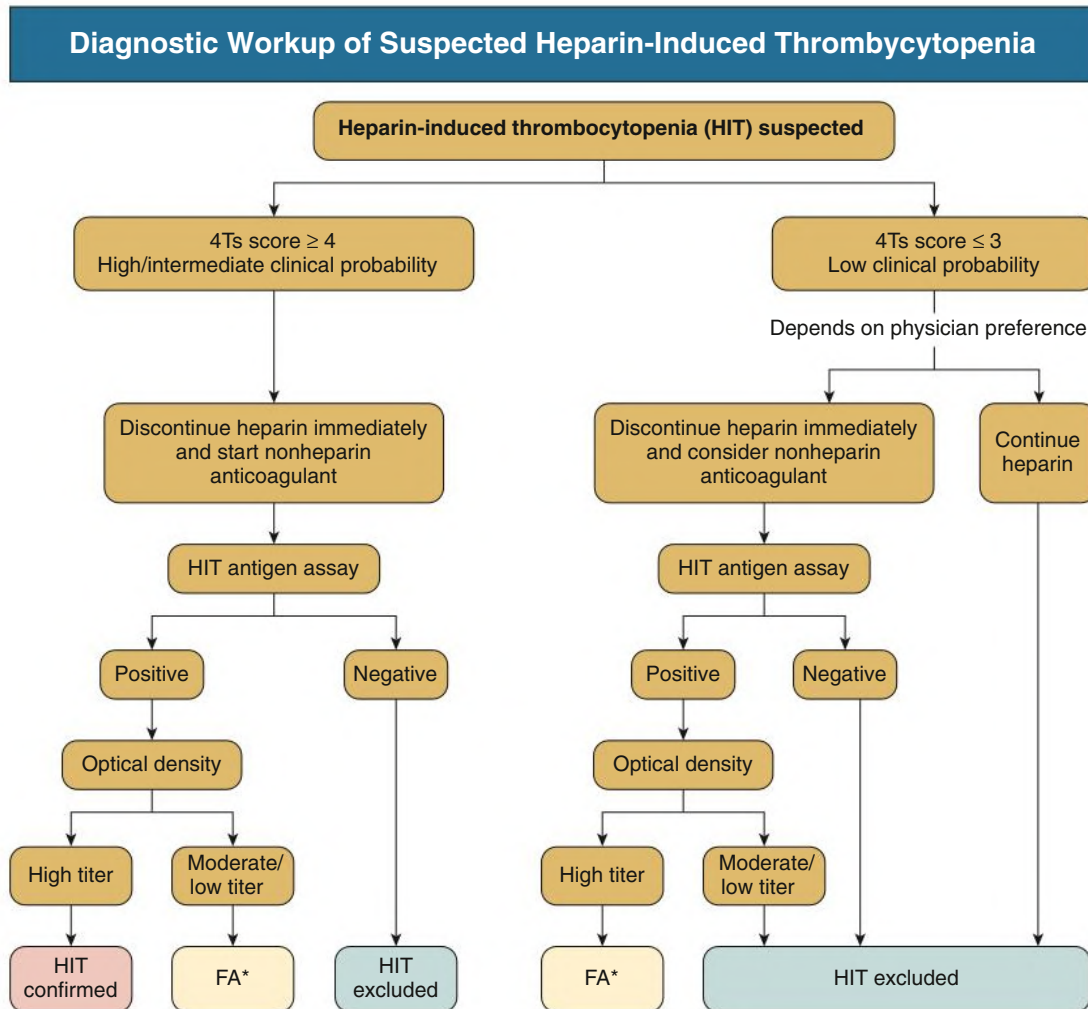 Diagnostic Workup of Suspected Heparin-Induced Thrombycytopenia
Heparin-induced thrombocytopenia (HIT) suspected
4Ts score ≥ 4
High/intermediate clinical probability
4Ts score ≤ 3
Low clinical probability
Depends on physician preference
Discontinue heparin immediately
and start nonheparin
anticoagulant
Discontinue heparin immediately
and consider nonheparin
anticoagulant
Continue
heparin
HIT antigen assay
HIT antigen assay
Positive
Negative
Positive
Negative
Optical density
Optical density
High titer
Moderate/
low titer
High titer
Moderate/
low titer
HIT
confirmed
FA*
HIT
excluded
FA*
HIT excluded